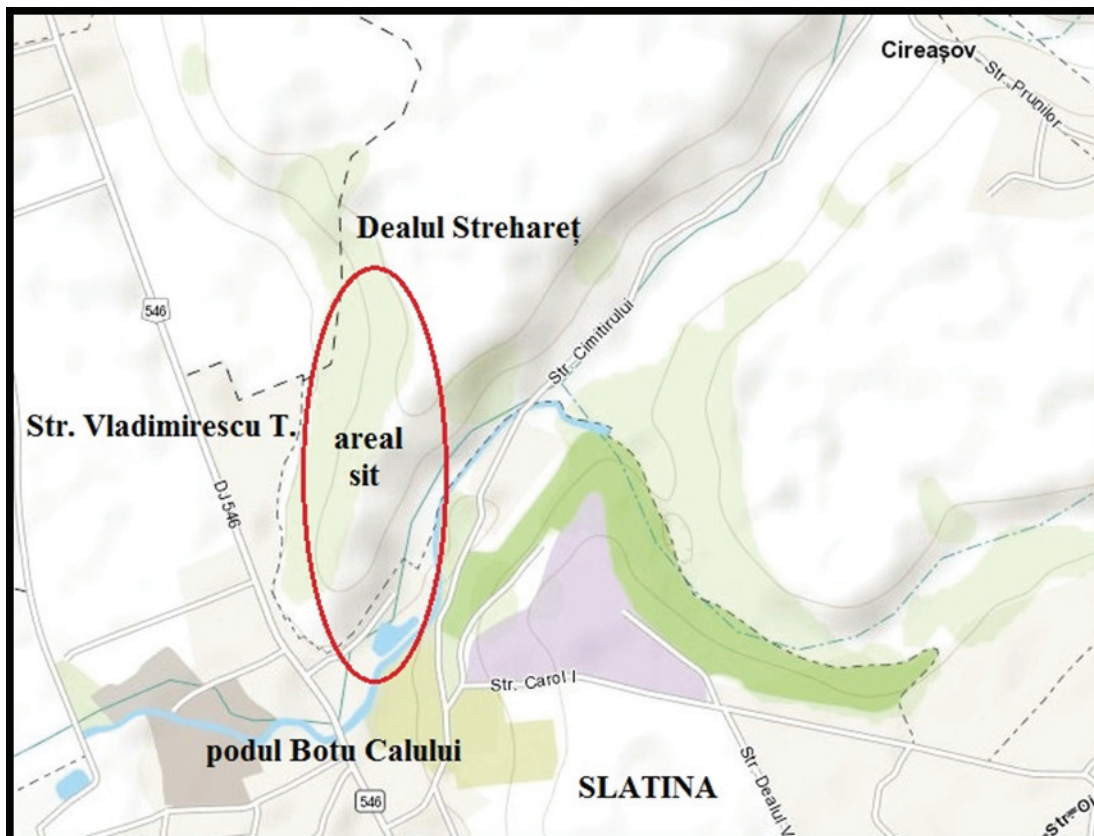 Cireașov
Str. Prunilor
Dealul Strehareț
546
Str. Cimitirului
Str. Vladimirescu T.
areal
sit
DJ546
Str. Carol I
podul Botu Calului
SLATINA
546
Str. Dealul V
Str. Oi